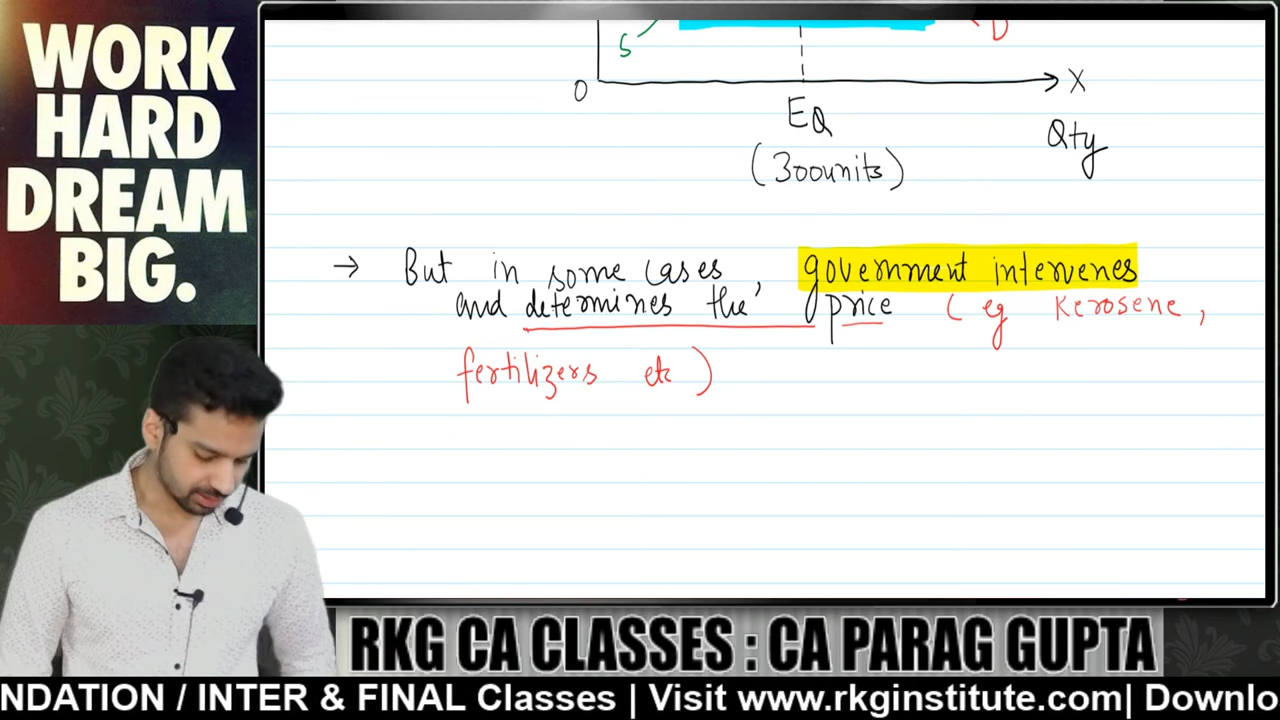 WORK
HARD
DREAM
BIG.
S
D
O
X
EQ
Qty
(300units)
→ But in some cases, government intervenes
and determines the price (eg Kerosene,
fertilizers etc)
RKG CA CLASSES : CA PARAG GUPTA
NDATION / INTER & FINAL Classes | Visit www.rkginstitute.com| Downlo